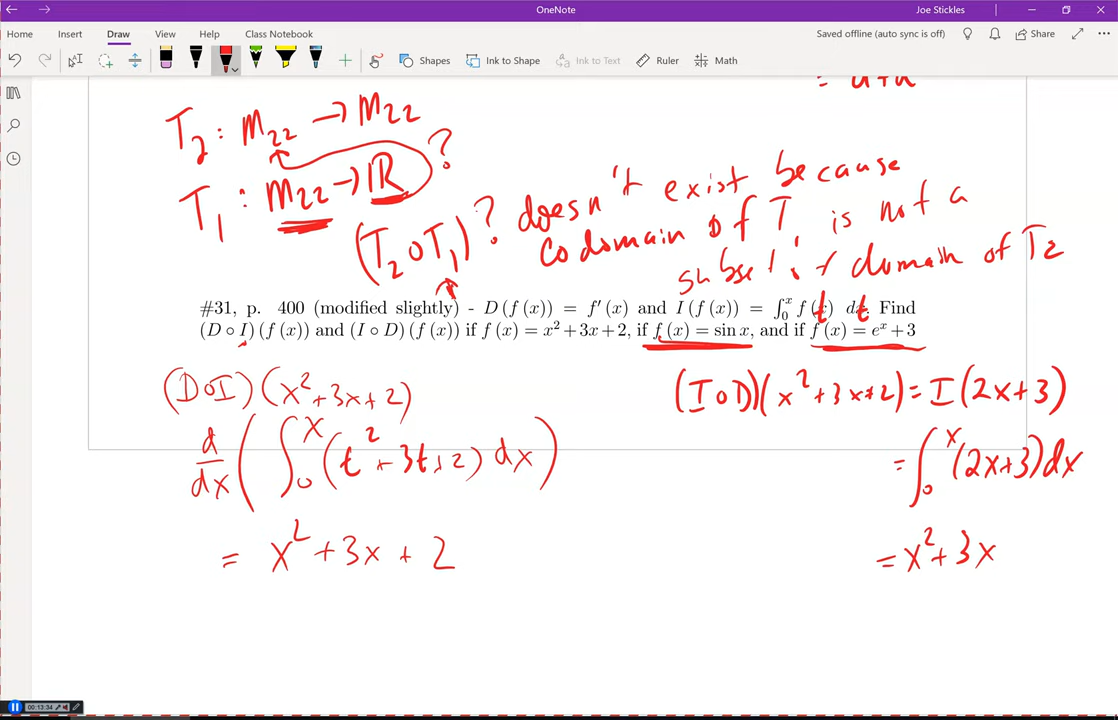 OneNote
Joe Stickles
Home Insert Draw View Help Class Notebook
Saved offline (auto sync is off) Share
Shapes Ink to Shape Ink to Text Ruler Math
T2 : M22 → M22
T1 : M22 → ℝ ?
(T2 ∘ T1)? doesn't exist because
codomain of T1 is not a
subset of domain of T2
#31, p. 400 (modified slightly) - D(f(x)) = f′(x) and I(f(x)) = ∫₀ˣ f(t) dt. Find
(D ∘ I)(f(x)) and (I ∘ D)(f(x)) if f(x) = x² + 3x + 2, if f(x) = sin x, and if f(x) = eˣ + 3
(D∘I)(x² + 3x + 2)
d/dx (∫₀ˣ (t² + 3t + 2) dx)
= x² + 3x + 2
(I∘D)(x² + 3x + 2) = I(2x + 3)
= ∫₀ˣ (2x + 3) dx
= x² + 3x
00:13:34